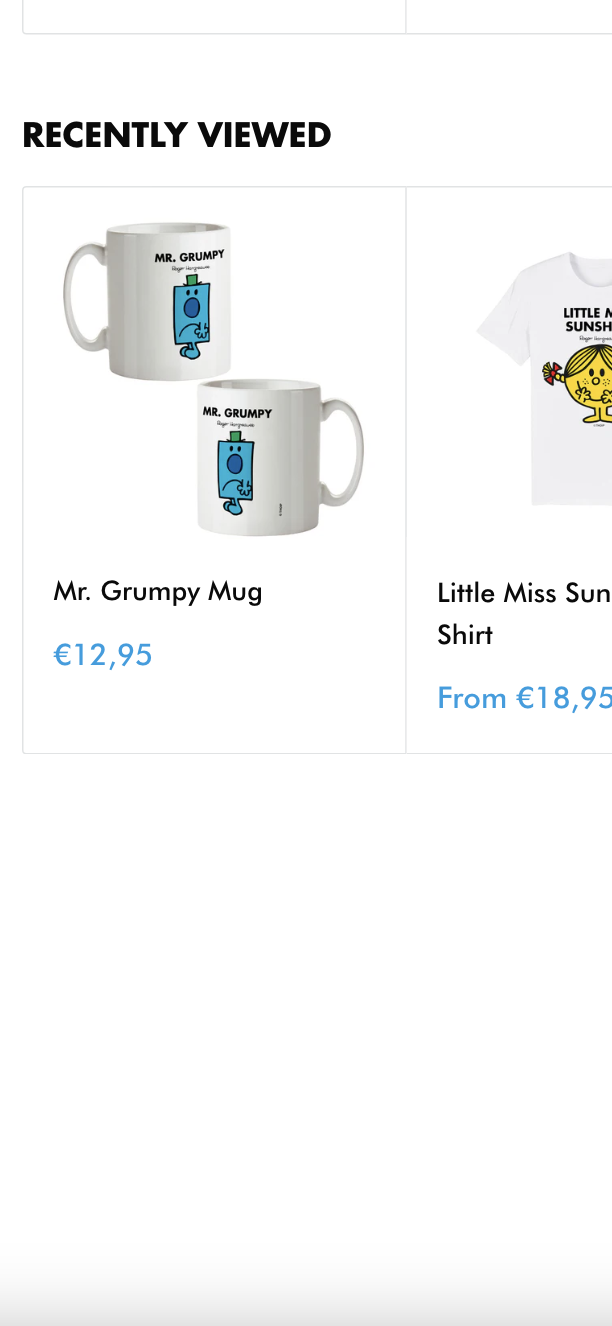 RECENTLY VIEWED
MR. GRUMPY
Roger Hargreaves
MR. GRUMPY
Roger Hargreaves
LITTLE M
SUNSH
Roger Hargrea
Mr. Grumpy Mug
€12,95
Little Miss Sun
Shirt
From €18,95